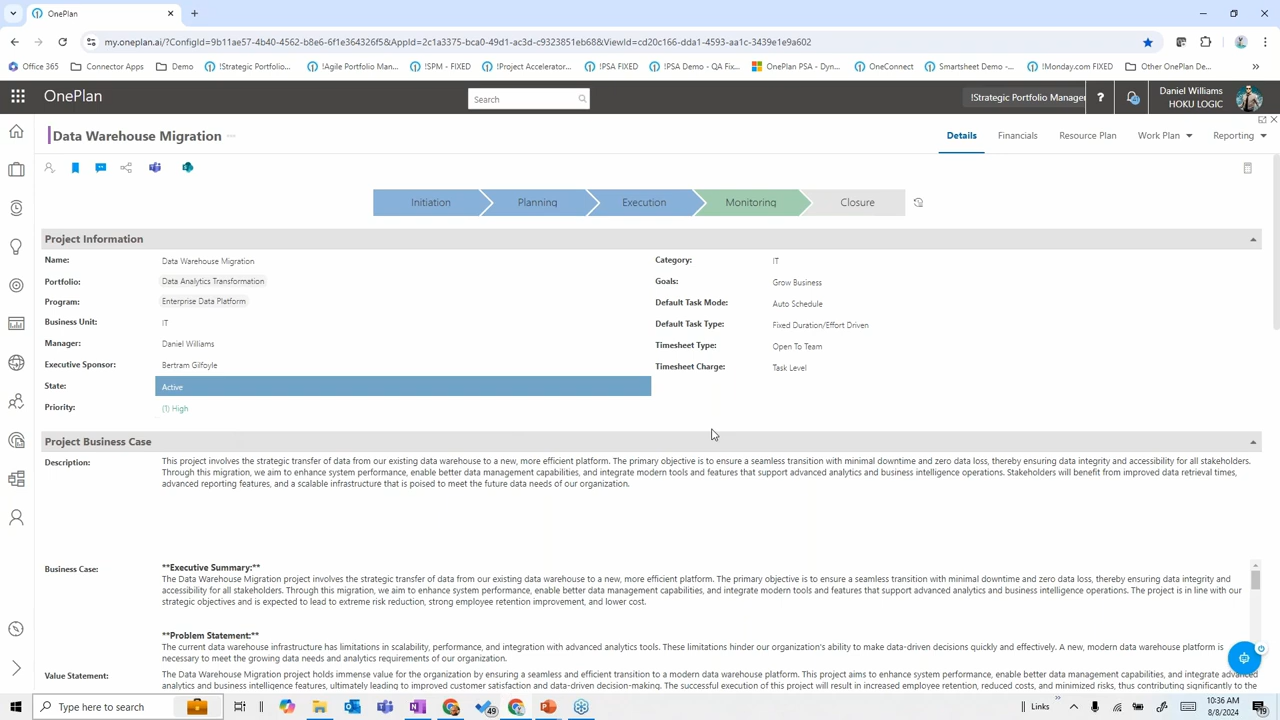 OnePlan
my.oneplan.ai/?ConfigId=9b11ae57-4b40-4562-b8e6-6f1e364326f5&AppId=2c1a3375-bca0-49d1-ac3d-c9323851eb68&ViewId=cd20c166-dda1-4593-aa1c-3439e1e9a602
Office 365 Connector Apps Demo !Strategic Portfolio... !Agile Portfolio Man... !SPM - FIXED !Project Accelerator... !PSA FIXED !PSA Demo - QA Fix... OnePlan PSA - Dyn... OneConnect Smartsheet Demo -... !Monday.com FIXED Other OnePlan De...
OnePlan Search !Strategic Portfolio Manager ? Daniel Williams
HOKU LOGIC
Data Warehouse Migration ... Details Financials Resource Plan Work Plan Reporting
Initiation Planning Execution Monitoring Closure
Project Information
Name: Data Warehouse Migration Category: IT
Portfolio: Data Analytics Transformation Goals: Grow Business
Program: Enterprise Data Platform Default Task Mode: Auto Schedule
Business Unit: IT Default Task Type: Fixed Duration/Effort Driven
Manager: Daniel Williams Timesheet Type: Open To Team
Executive Sponsor: Bertram Gilfoyle Timesheet Charge: Task Level
State: Active
Priority: (1) High
Project Business Case
Description: This project involves the strategic transfer of data from our existing data warehouse to a new, more efficient platform. The primary objective is to ensure a seamless transition with minimal downtime and zero data loss, thereby ensuring data integrity and accessibility for all stakeholders.
Through this migration, we aim to enhance system performance, enable better data management capabilities, and integrate modern tools and features that support advanced analytics and business intelligence operations. Stakeholders will benefit from improved data retrieval times,
advanced reporting features, and a scalable infrastructure that is posed to meet the future data needs of our organization.
Business Case: **Executive Summary:**
The Data Warehouse Migration project involves the strategic transfer of data from our existing data warehouse to a new, more efficient platform. The primary objective is to ensure a seamless transition with minimal downtime and zero data loss, thereby ensuring data integrity and
accessibility for all stakeholders. Through this migration, we aim to enhance system performance, enable better data management capabilities, and integrate modern tools and features that support advanced analytics and business intelligence operations. The project is in line with our
strategic objectives and is expected to lead to extreme risk reduction, strong employee retention improvement, and lower cost.
**Problem Statement:**
The current data warehouse infrastructure has limitations in scalability, performance, and integration with advanced analytics tools. These limitations hinder our organization's ability to make data-driven decisions quickly and effectively. A new, modern data warehouse platform is
necessary to meet the growing data needs and analytics requirements of our organization.
Value Statement: The Data Warehouse Migration project holds immense value for the organization by ensuring a seamless and efficient transition to a modern data warehouse platform. This project aims to enhance data integrity, system performance, and integrate advanced
analytics and business intelligence features, ultimately leading to improved customer satisfaction and data-driven decision-making. The successful execution of this project will result in increased employee retention, reduced costs, and minimized risks, thus contributing significantly to the
Type here to search 49 Links 10:36 AM
8/8/2024 19